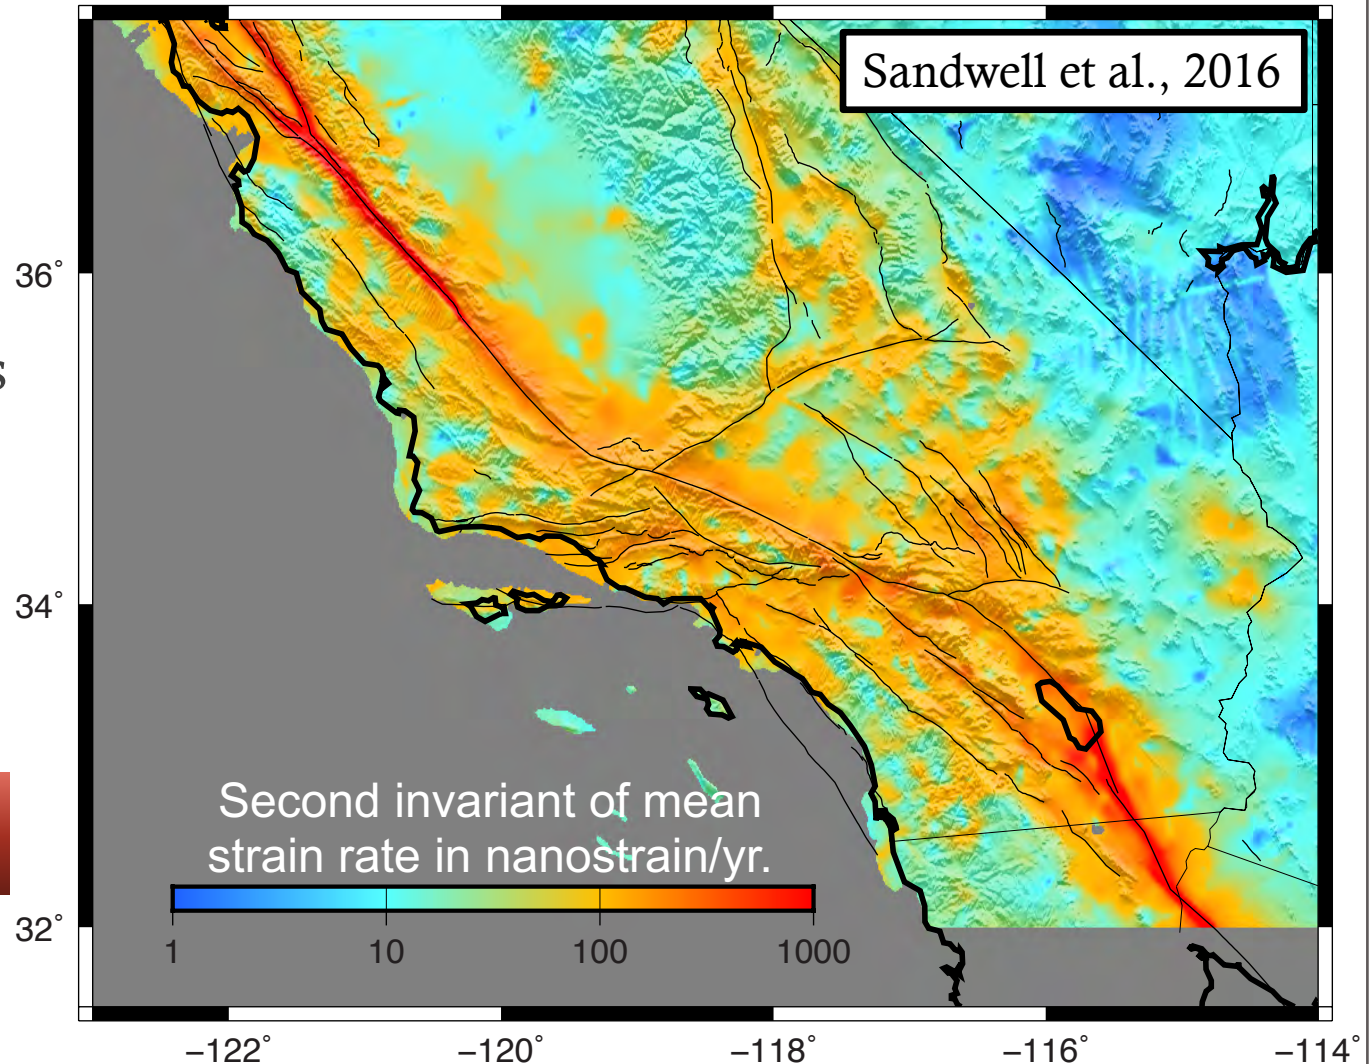 Sandwell et al., 2016
36°
s
34°
Second invariant of mean
strain rate in nanostrain/yr.
32°
1 10 100 1000
−122° −120° −118° −116° −114°